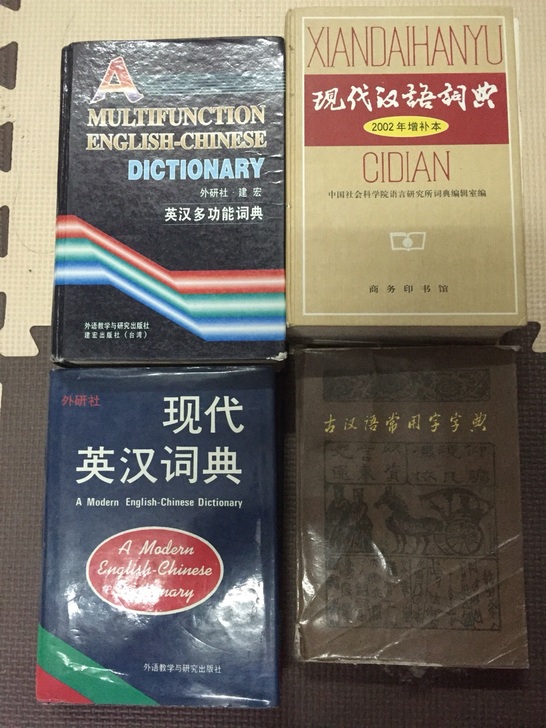 A
MULTIFUNCTION
ENGLISH-CHINESE
DICTIONARY
外研社·建宏
英汉多功能词典
外语教学与研究出版社
建宏出版社(台湾)
XIANDAIHANYU
现代汉语词典
2002年增补本
CIDIAN
中国社会科学院语言研究所词典编辑室编
商务印书馆
外研社
现代
英汉词典
A Modern English-Chinese Dictionary
A Modern
English-Chinese
外语教学与研究出版社
古汉语常用字字典